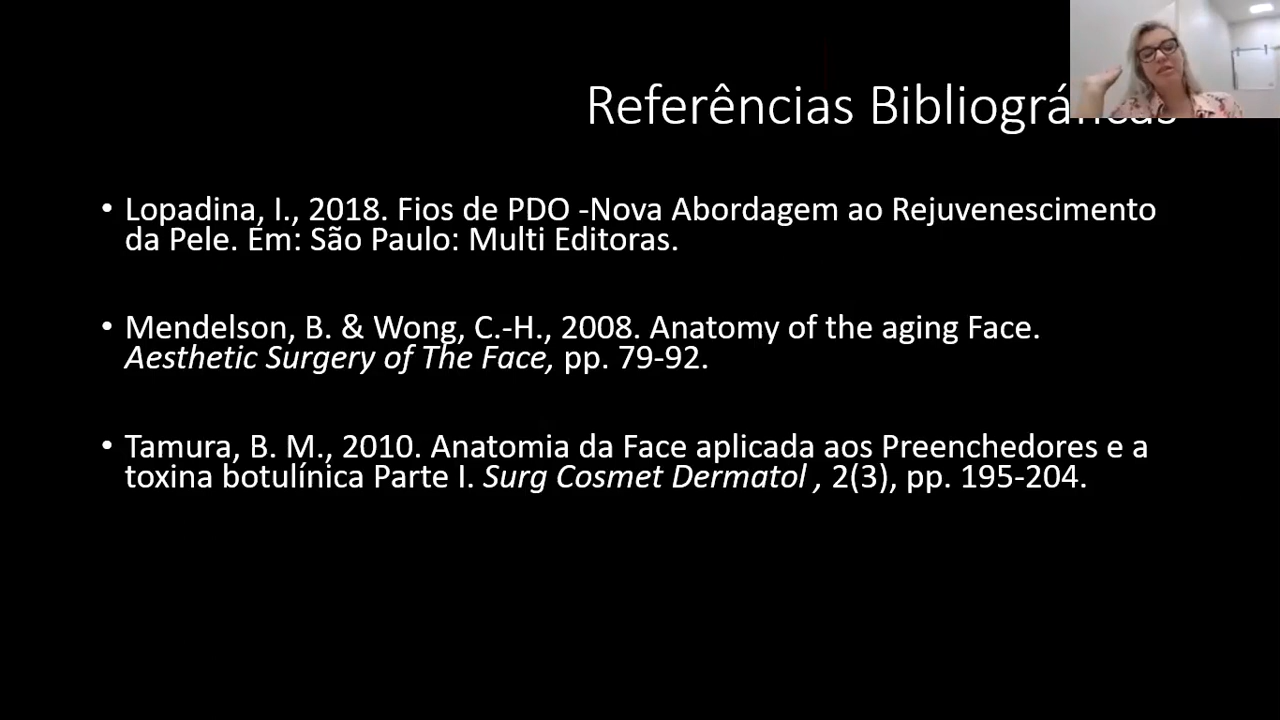 Referências Bibliográficas
• Lopadina, I., 2018. Fios de PDO -Nova Abordagem ao Rejuvenescimento
da Pele. Em: São Paulo: Multi Editoras.
• Mendelson, B. & Wong, C.-H., 2008. Anatomy of the aging Face.
Aesthetic Surgery of The Face, pp. 79-92.
• Tamura, B. M., 2010. Anatomia da Face aplicada aos Preenchedores e a
toxina botulínica Parte I. Surg Cosmet Dermatol , 2(3), pp. 195-204.